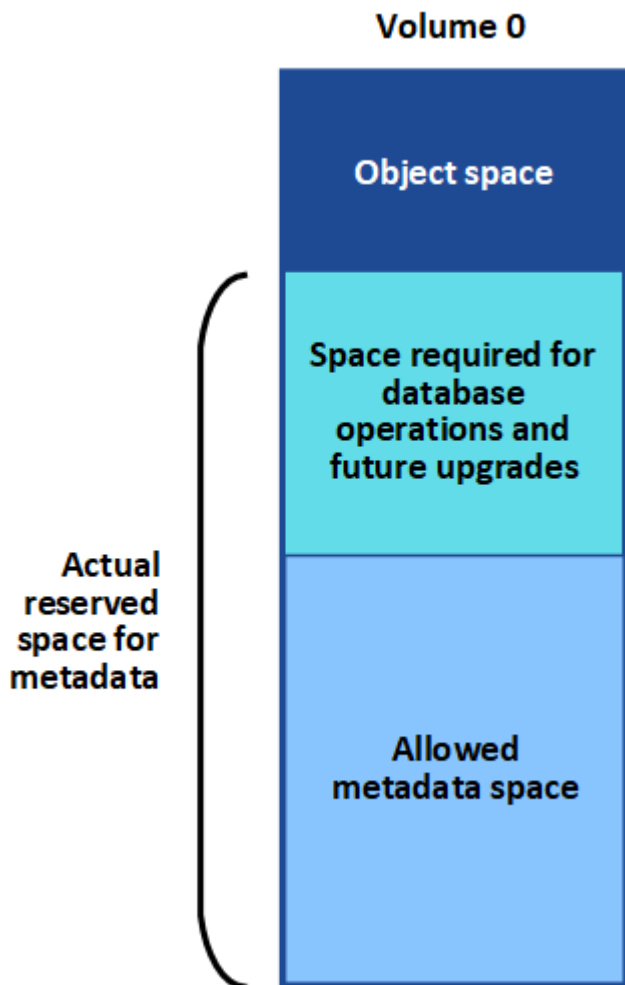 Volume 0
Object space
Space required for
database
operations and
future upgrades
Actual
reserved
space for
metadata
Allowed
metadata space